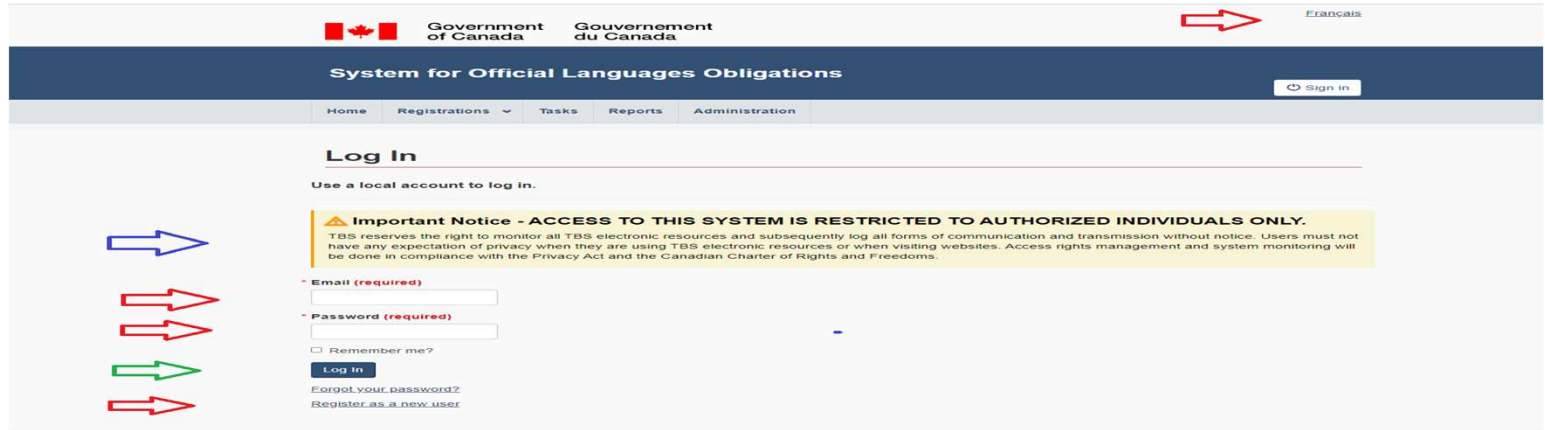 Français
Government Gouvernement
of Canada du Canada
System for Official Languages Obligations
Sign in
Home Registrations Tasks Reports Administration
Log In
Use a local account to log in.
Important Notice - ACCESS TO THIS SYSTEM IS RESTRICTED TO AUTHORIZED INDIVIDUALS ONLY.
TBS reserves the right to monitor all TBS electronic resources and subsequently log all forms of communication and transmission without notice. Users must not
have any expectation of privacy when they are using TBS electronic resources or when visiting websites. Access rights management and system monitoring will
be done in compliance with the Privacy Act and the Canadian Charter of Rights and Freedoms.
* Email (required)
* Password (required)
Remember me?
Log In
Forgot your password?
Register as a new user